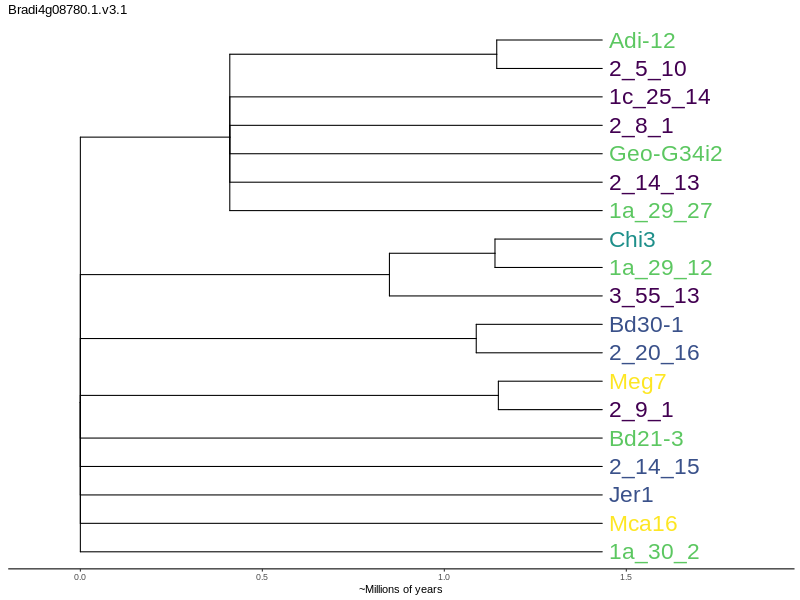 Bradi4g08780.1.v3.1
Adi-12
2_5_10
1c_25_14
2_8_1
Geo-G34i2
2_14_13
1a_29_27
Chi3
1a_29_12
3_55_13
Bd30-1
2_20_16
Meg7
2_9_1
Bd21-3
2_14_15
Jer1
Mca16
1a_30_2
0.0 0.5 1.0 1.5
~Millions of years